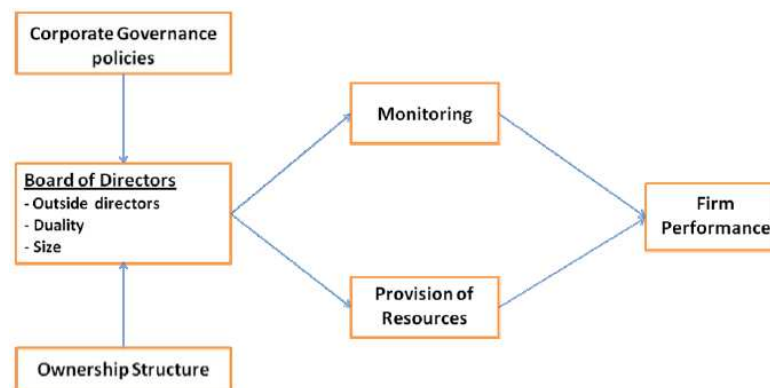 Corporate Governance
policies
Monitoring
Board of Directors
- Outside directors
- Duality
- Size
Firm
Performance
Provision of
Resources
Ownership Structure